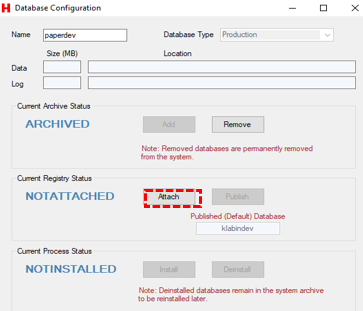 H Database Configuration
Name paperdev Database Type Production
Size (MB) Location
Data
Log
Current Archive Status
ARCHIVED Add Remove
Note: Removed databases are permanently removed
from the system.
Current Registry Status
NOTATTACHED Attach Publish
Published (Default) Database
klabindev
Current Process Status
NOTINSTALLED Install Deinstall
Note: Deinstalled databases remain in the system archive
to be reinstalled later.